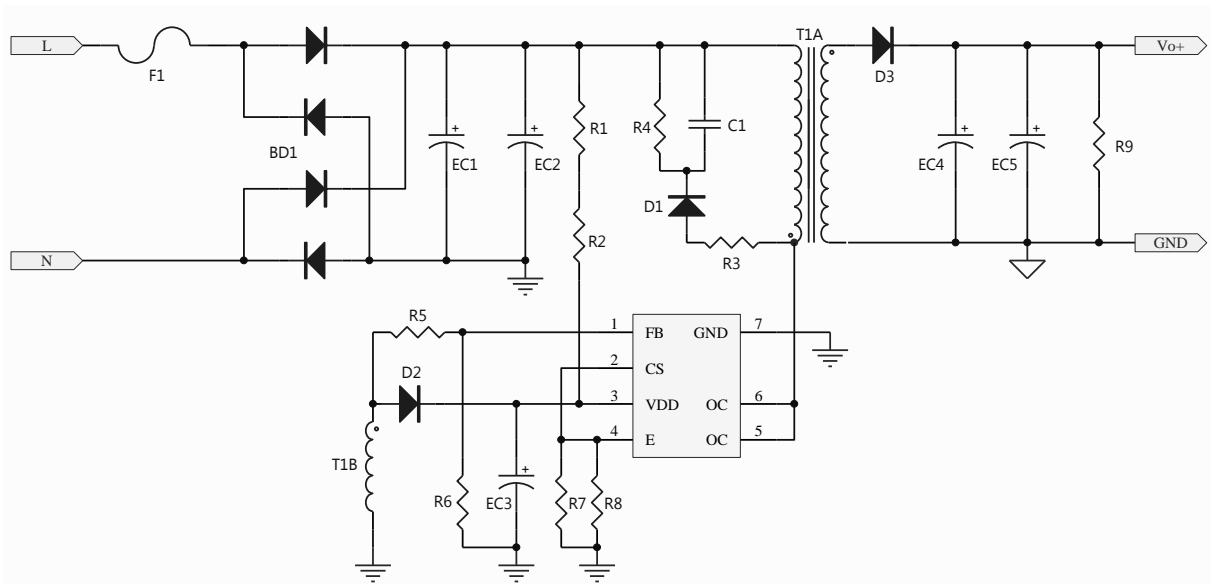 L
F1
T1A
D3
Vo+
BD1
EC1
+
EC2
+
R1
R4
C1
EC4
+
EC5
+
R9
D1
R2
R3
N
GND
R5
1
FB
GND
7
2
CS
D2
3
VDD
OC
6
4
E
OC
5
T1B
R6
EC3
+
R7
R8